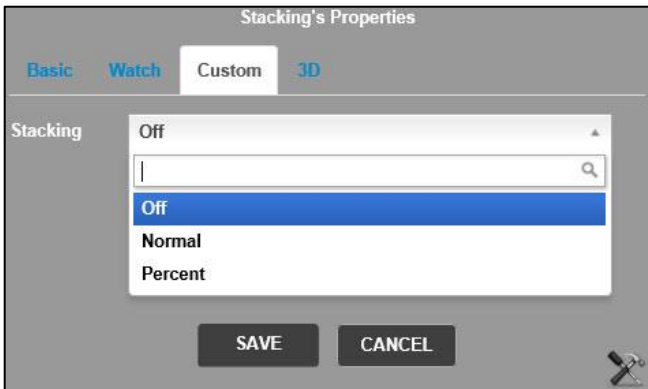 Stacking's Properties
Basic Watch Custom 3D
Stacking Off
Off
Normal
Percent
SAVE CANCEL